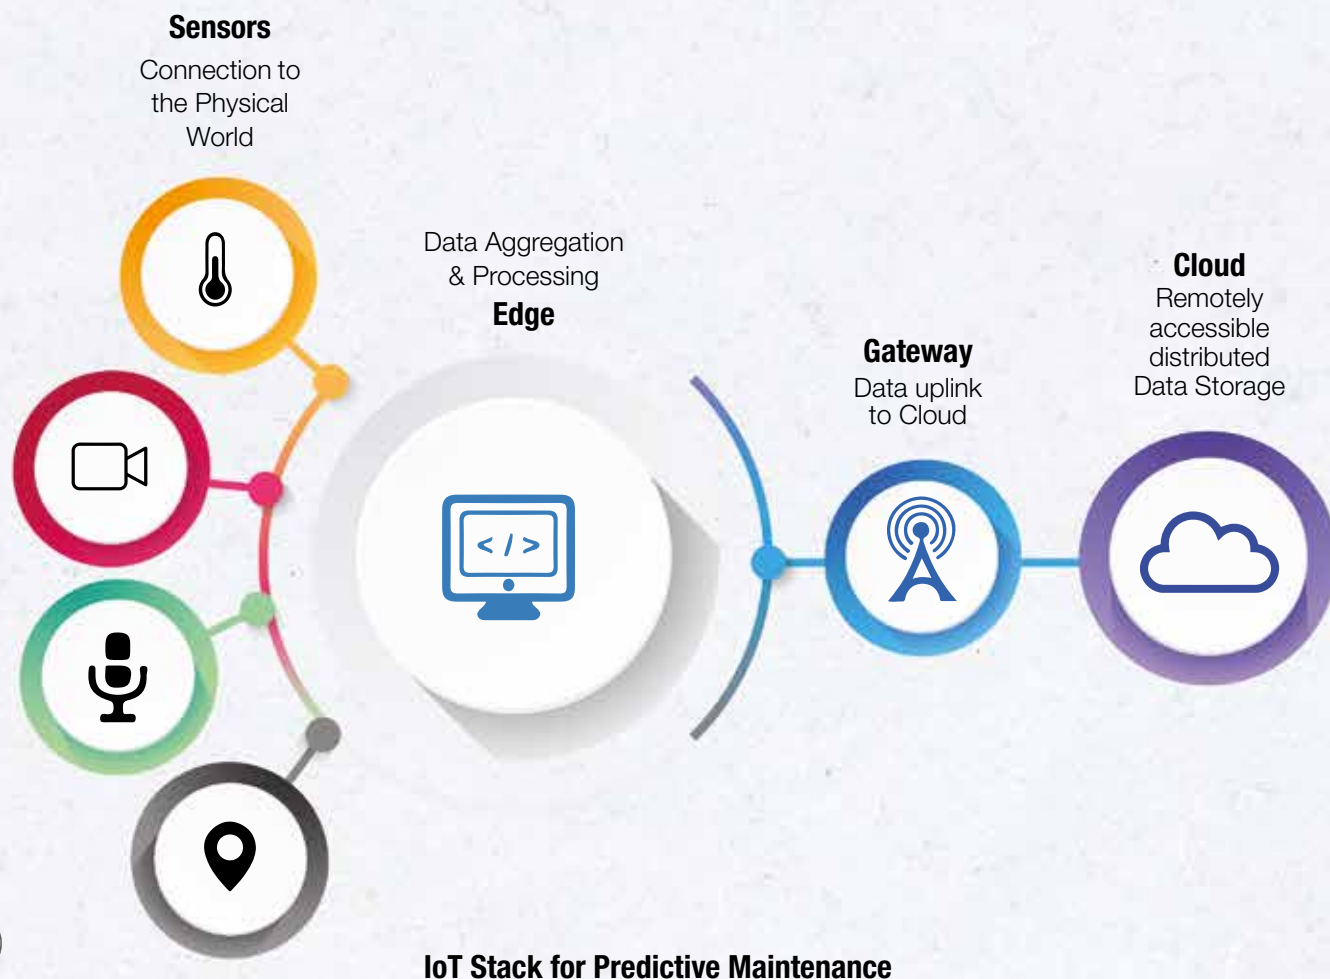 Sensors
Connection to
the Physical
World
Data Aggregation
& Processing
Edge
Gateway
Data uplink
to Cloud
Cloud
Remotely
accessible
distributed
Data Storage
< / >
IoT Stack for Predictive Maintenance